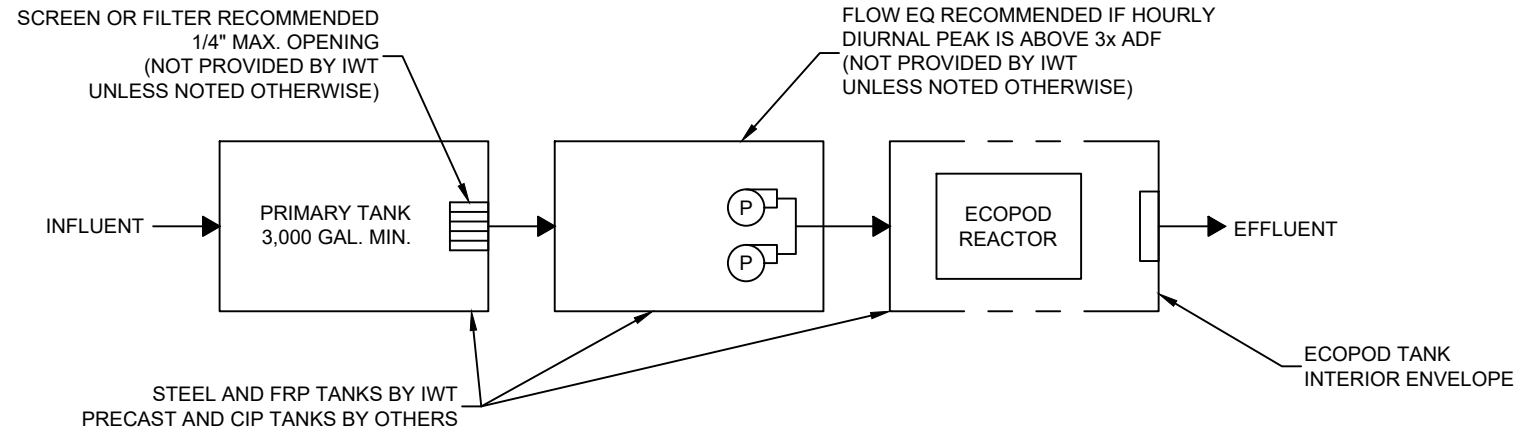 SCREEN OR FILTER RECOMMENDED
1/4" MAX. OPENING
(NOT PROVIDED BY IWT
UNLESS NOTED OTHERWISE)
FLOW EQ RECOMMENDED IF HOURLY
DIURNAL PEAK IS ABOVE 3x ADF
(NOT PROVIDED BY IWT
UNLESS NOTED OTHERWISE)
INFLUENT
PRIMARY TANK
3,000 GAL. MIN.
P
P
ECOPOD
REACTOR
EFFLUENT
STEEL AND FRP TANKS BY IWT
PRECAST AND CIP TANKS BY OTHERS
ECOPOD TANK
INTERIOR ENVELOPE